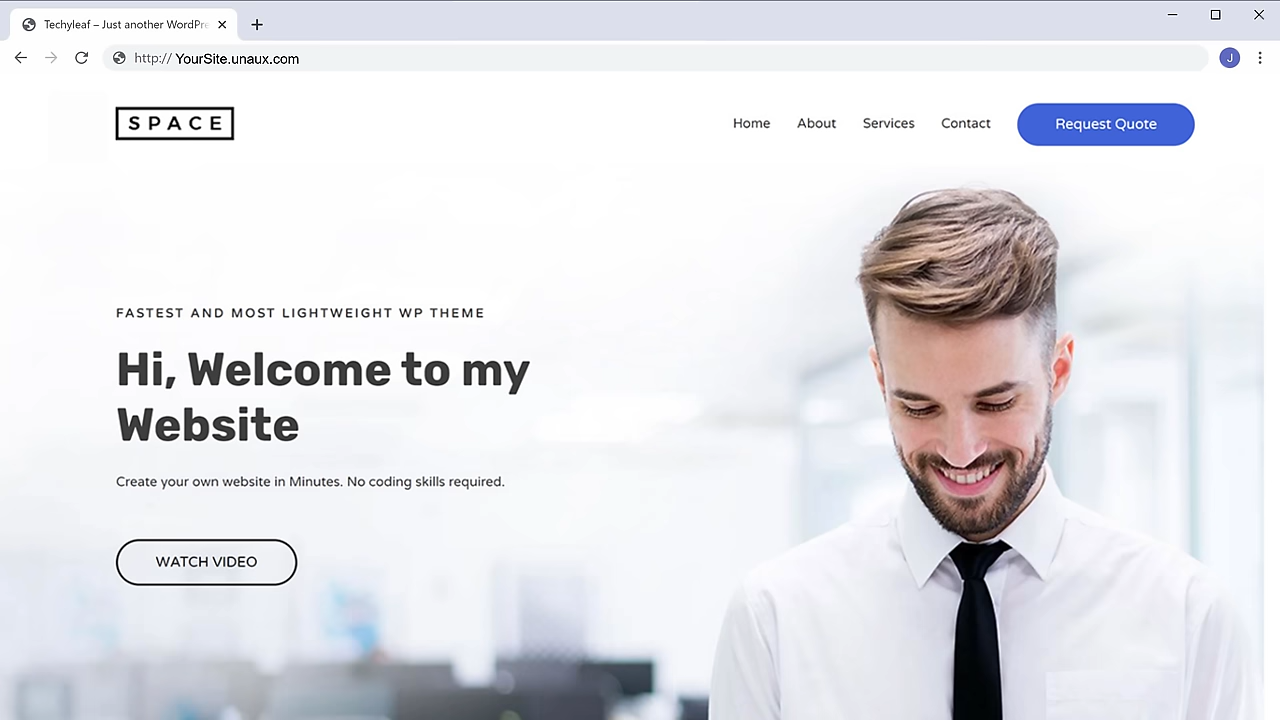 Techyleaf – Just another WordPre
http:// YourSite.unaux.com
J
SPACE
Home About Services Contact Request Quote
FASTEST AND MOST LIGHTWEIGHT WP THEME
Hi, Welcome to my
Website
Create your own website in Minutes. No coding skills required.
WATCH VIDEO